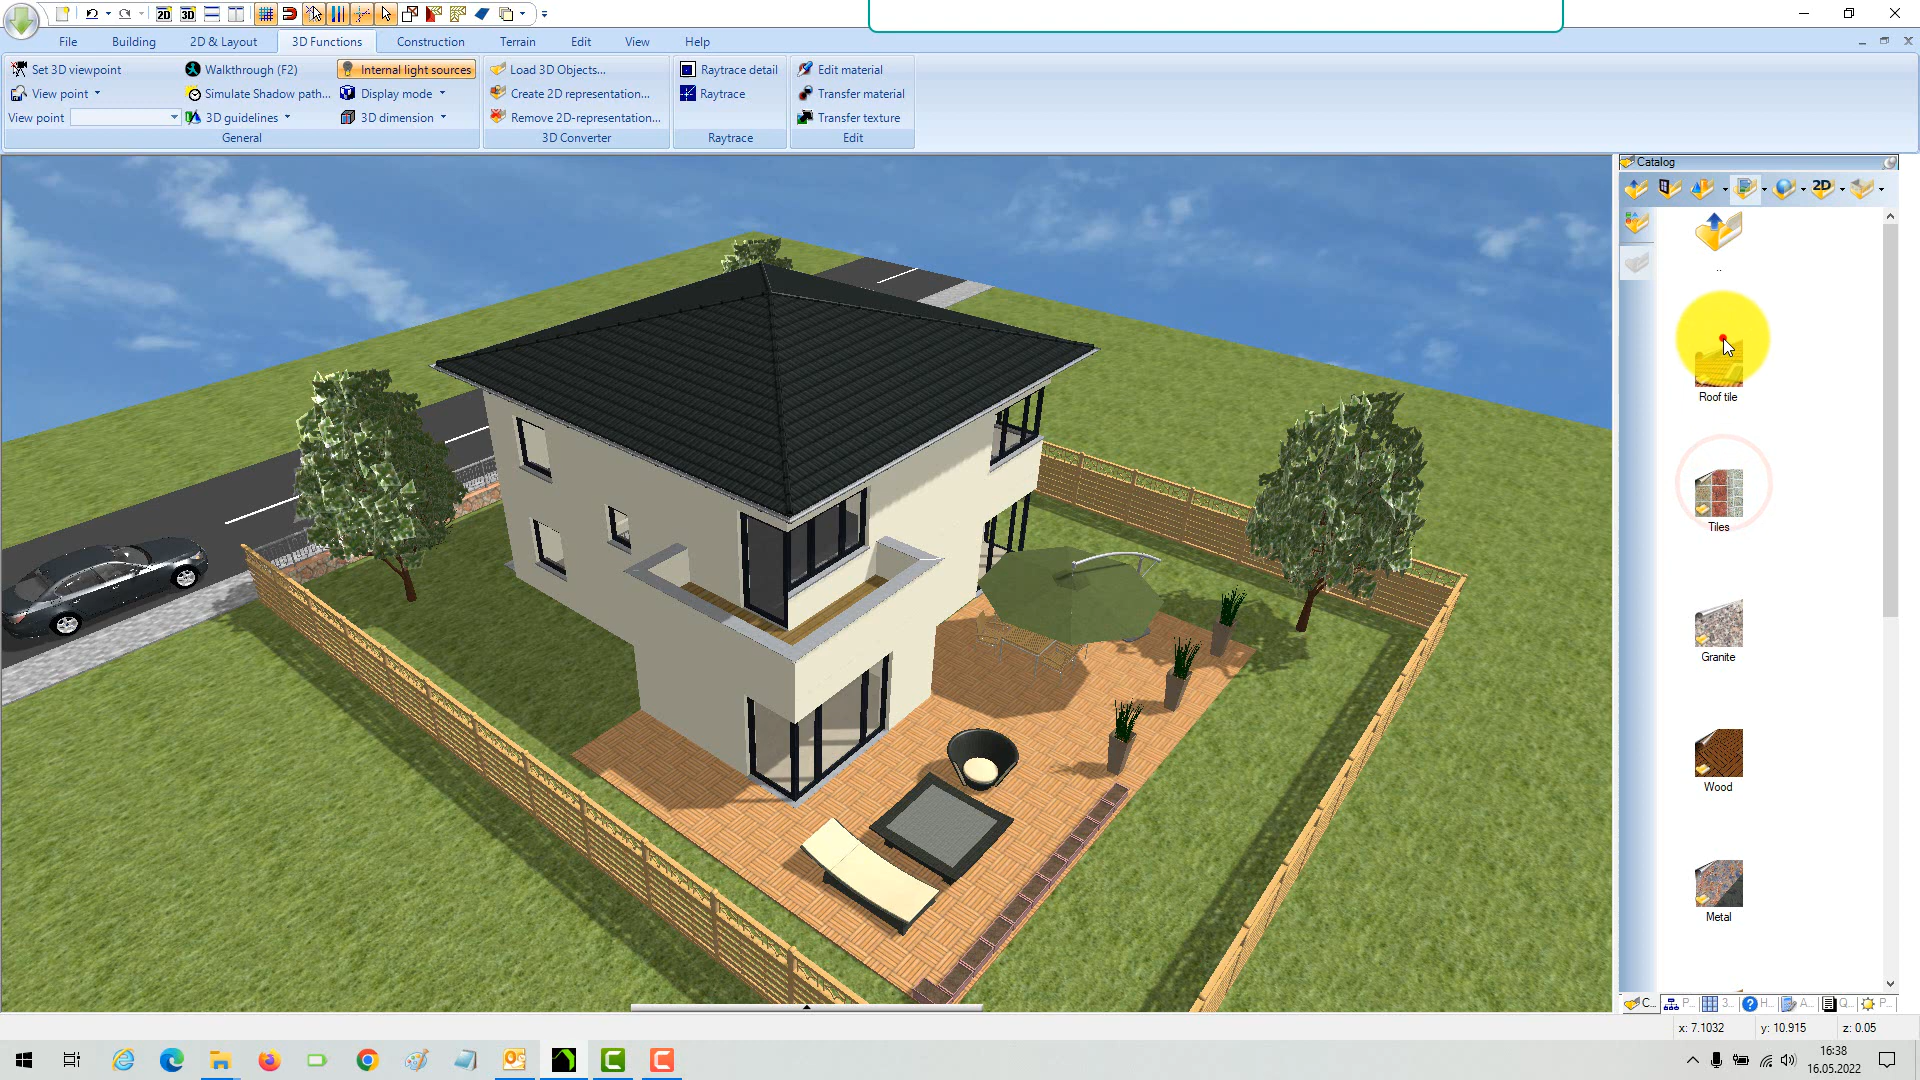 2D 3D
File Building 2D & Layout 3D Functions Construction Terrain Edit View Help
Set 3D viewpoint Walkthrough (F2) Internal light sources Load 3D Objects... Raytrace detail Edit material
View point Simulate Shadow path... Display mode Create 2D representation... Raytrace Transfer material
View point 3D guidelines 3D dimension Remove 2D-representation... Transfer texture
General 3D Converter Raytrace Edit
Catalog
2D
..
Roof tile
Tiles
Granite
Wood
Metal
C... P... 3... H... A... Q... P...
x: 7.1032 y: 10.915 z: 0.05
16:38
16.05.2022